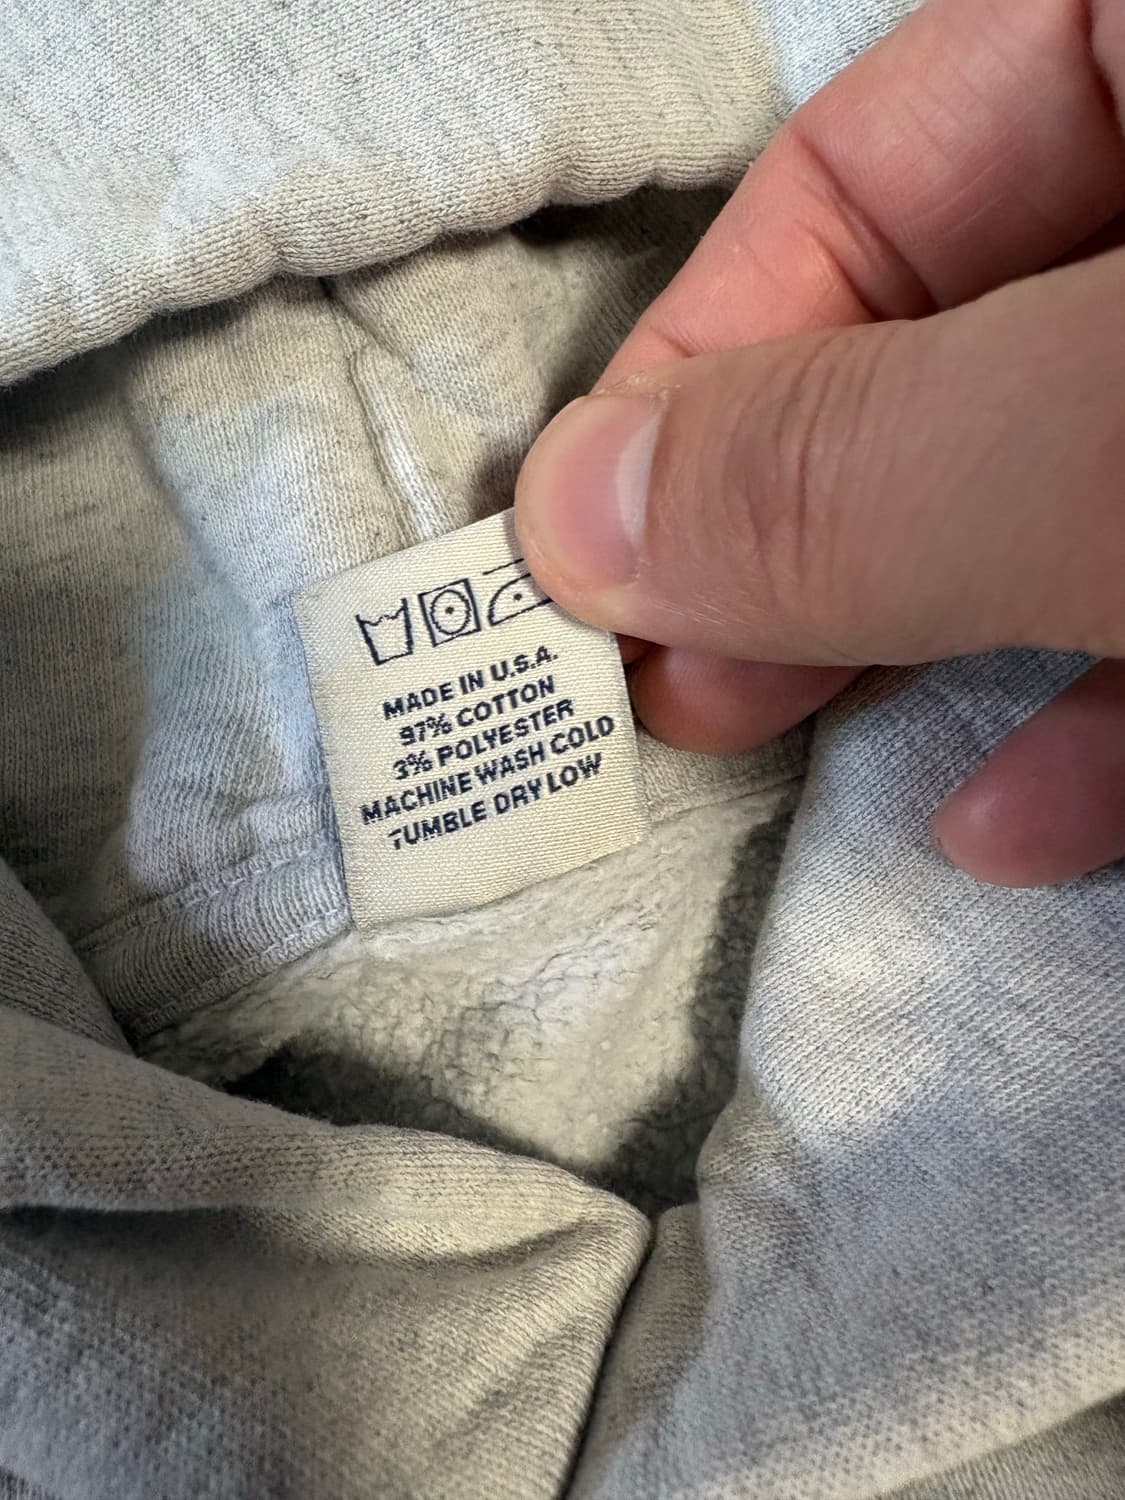 MADE IN U.S.A.
97% COTTON
3% POLYESTER
MACHINE WASH COLD
TUMBLE DRY LOW